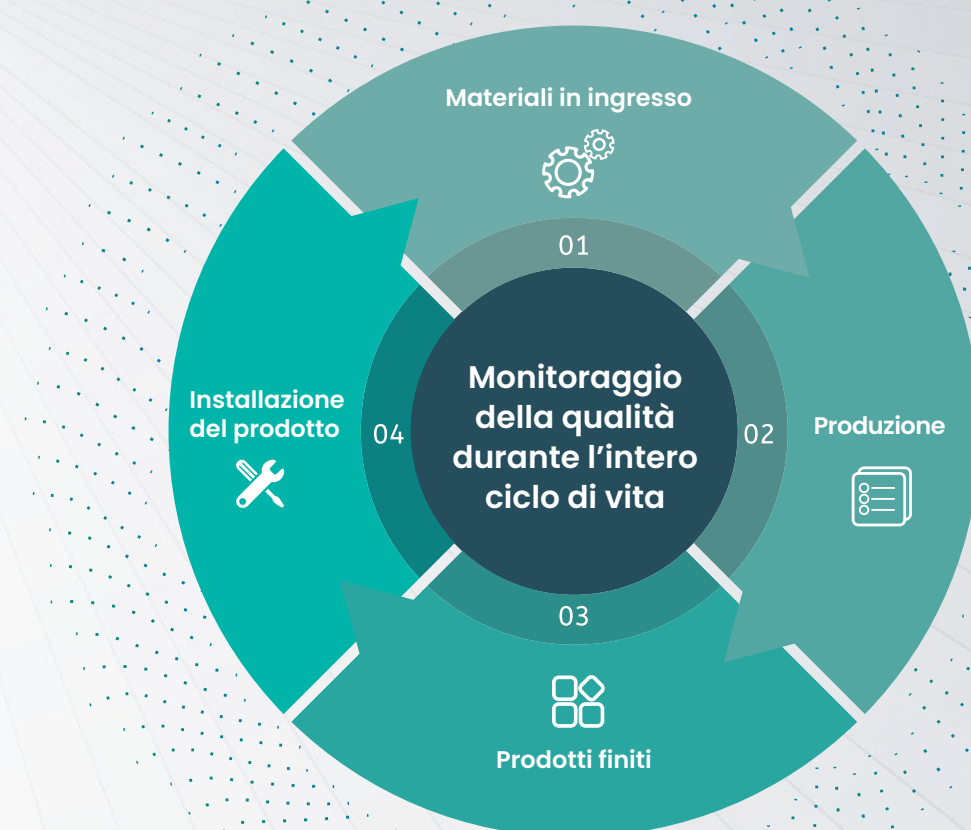 Materiali in ingresso
01
Monitoraggio
della qualità
durante l'intero
ciclo di vita
02
Produzione
03
Prodotti finiti
04
Installazione
del prodotto